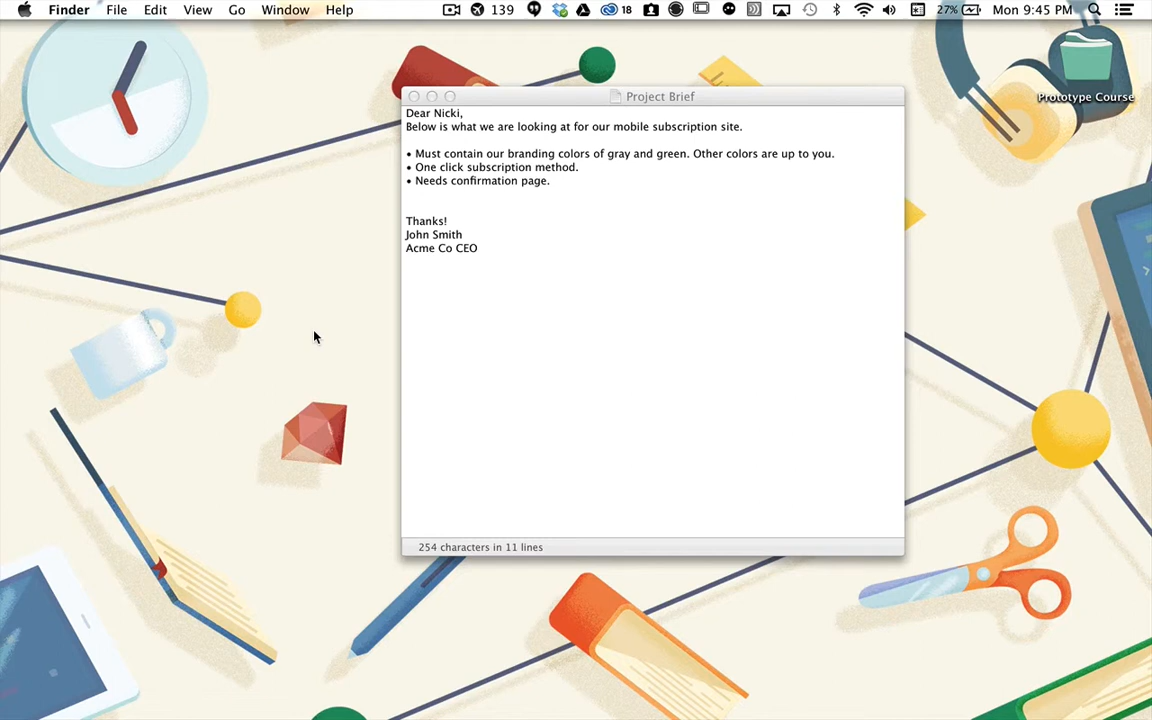 Finder File Edit View Go Window Help 139 18 27% Mon 9:45 PM
Prototype Course
Project Brief
Dear Nicki,
Below is what we are looking at for our mobile subscription site.
• Must contain our branding colors of gray and green. Other colors are up to you.
• One click subscription method.
• Needs confirmation page.
Thanks!
John Smith
Acme Co CEO
254 characters in 11 lines